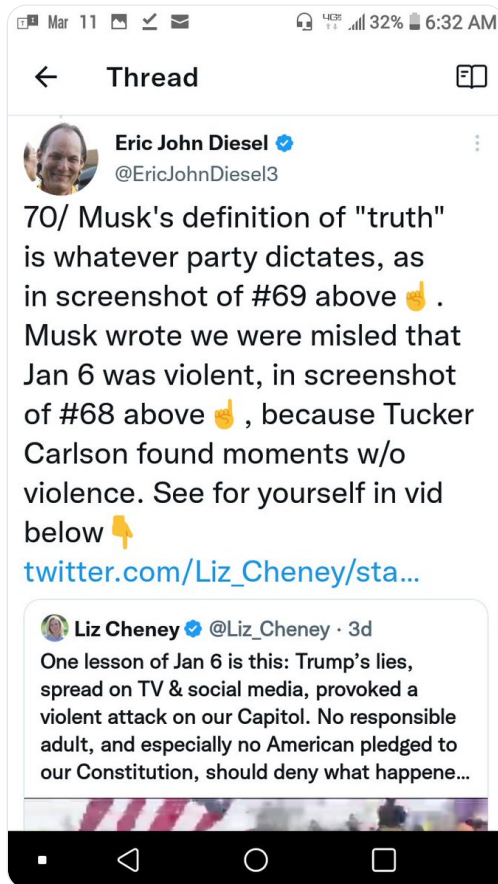 Mar 11 32% 6:32 AM
Thread
Eric John Diesel
@EricJohnDiesel3
70/ Musk's definition of "truth"
is whatever party dictates, as
in screenshot of #69 above ☝️.
Musk wrote we were misled that
Jan 6 was violent, in screenshot
of #68 above ☝️, because Tucker
Carlson found moments w/o
violence. See for yourself in vid
below 👇
twitter.com/Liz_Cheney/sta...
Liz Cheney @Liz_Cheney · 3d
One lesson of Jan 6 is this: Trump’s lies,
spread on TV & social media, provoked a
violent attack on our Capitol. No responsible
adult, and especially no American pledged to
our Constitution, should deny what happene...